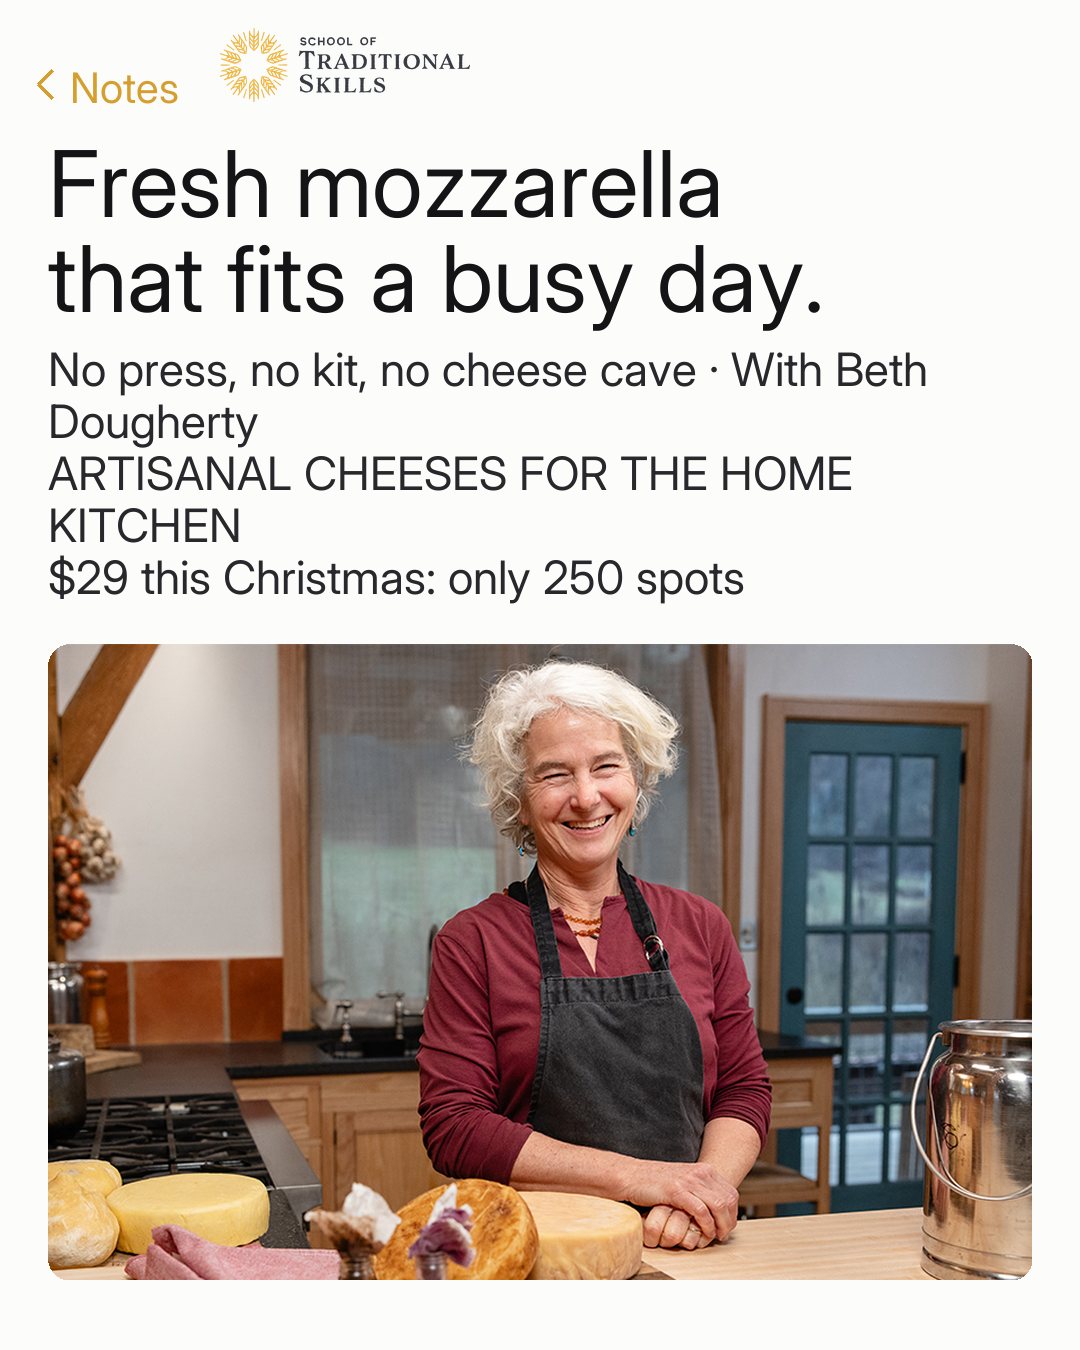 Notes
SCHOOL OF
TRADITIONAL
SKILLS
Fresh mozzarella
that fits a busy day.
No press, no kit, no cheese cave · With Beth
Dougherty
ARTISANAL CHEESES FOR THE HOME
KITCHEN
$29 this Christmas: only 250 spots